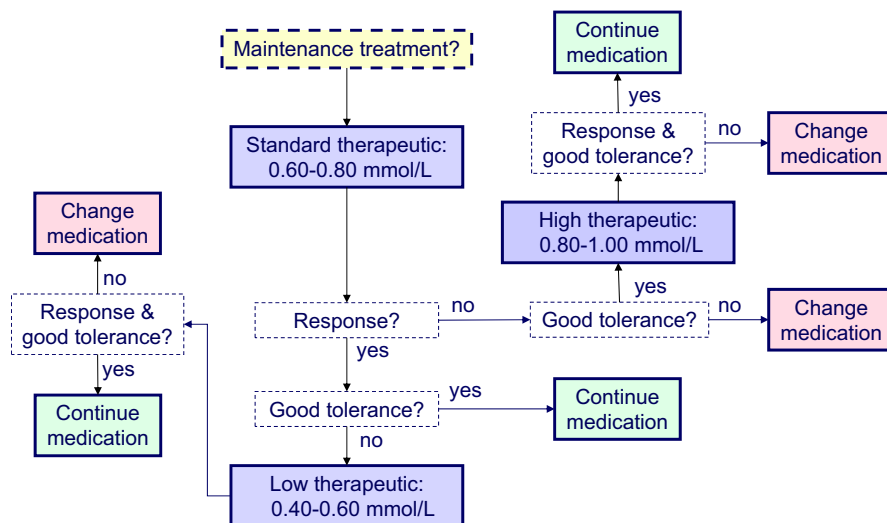 Maintenance treatment?
Standard therapeutic:
0.60-0.80 mmol/L
Continue
medication
yes
Response &
good tolerance?
no
Change
medication
High therapeutic:
0.80-1.00 mmol/L
yes
Change
medication
no
Response &
good tolerance?
yes
Continue
medication
Response?
no
Good tolerance?
no
Change
medication
yes
Good tolerance?
yes
Continue
medication
no
Low therapeutic:
0.40-0.60 mmol/L